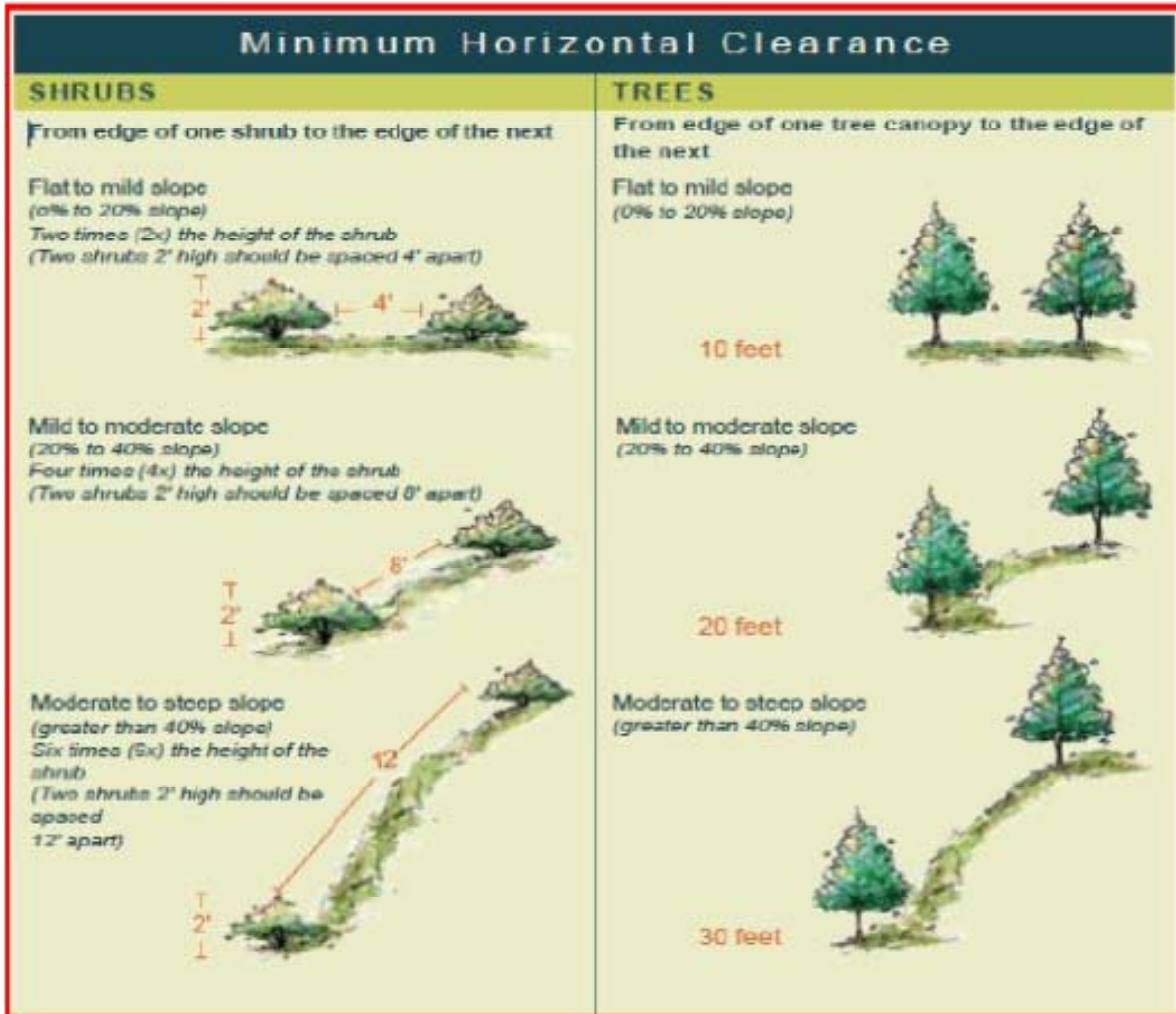 Minimum Horizontal Clearance
SHRUBS
From edge of one shrub to the edge of the next
Flat to mild slope
(0% to 20% slope)
Two times (2x) the height of the shrub
(Two shrubs 2' high should be spaced 4' apart)
2'
4'
Mild to moderate slope
(20% to 40% slope)
Four times (4x) the height of the shrub
(Two shrubs 2' high should be spaced 8' apart)
8'
2'
Moderate to steep slope
(greater than 40% slope)
Six times (6x) the height of the
shrub
(Two shrubs 2' high should be
spaced
12' apart)
12'
2'
TREES
From edge of one tree canopy to the edge of
the next
Flat to mild slope
(0% to 20% slope)
10 feet
Mild to moderate slope
(20% to 40% slope)
20 feet
Moderate to steep slope
(greater than 40% slope)
30 feet